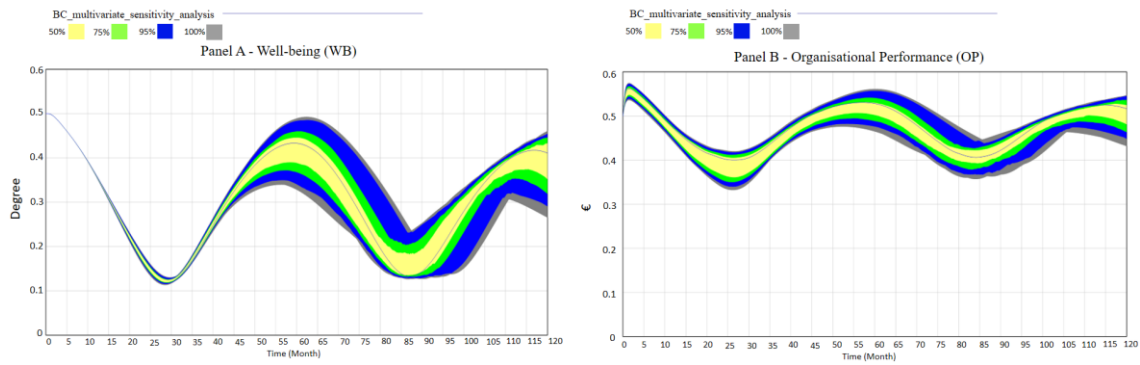 BC_multivariate_sensitivity_analysis
50% 75% 95% 100%
Panel A - Well-being (WB)
0.6
0.5
0.4
0.3
0.2
0.1
0
Degree
0 5 10 15 20 25 30 35 40 45 50 55 60 65 70 75 80 85 90 95 100 105 110 115 120
Time (Month)
BC_multivariate_sensitivity_analysis
50% 75% 95% 100%
Panel B - Organisational Performance (OP)
0.6
0.5
0.4
0.3
0.2
0.1
0
€
0 5 10 15 20 25 30 35 40 45 50 55 60 65 70 75 80 85 90 95 100 105 110 115 120
Time (Month)